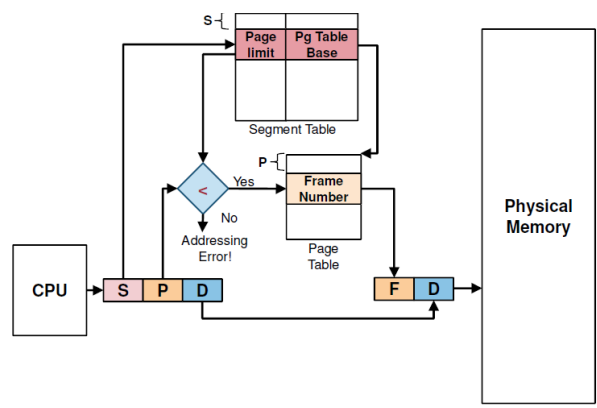 S
Page
limit
Pg Table
Base
Segment Table
P
<
Yes
Frame
Number
No
Addressing
Error!
Page
Table
Physical
Memory
CPU
S P D
F D